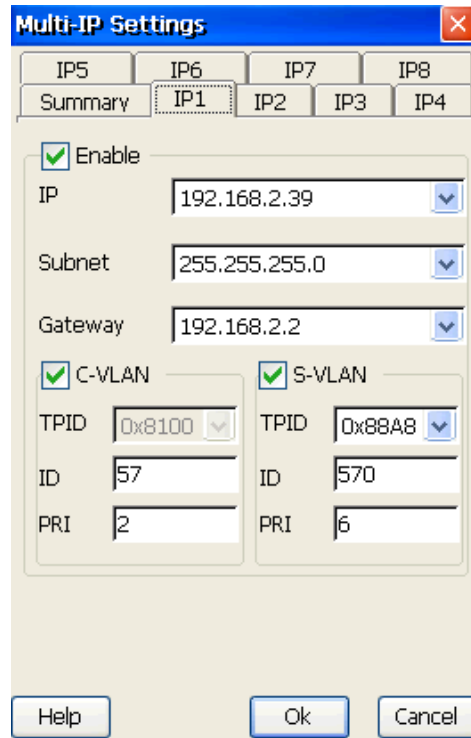 Multi-IP Settings
IP5 IP6 IP7 IP8
Summary IP1 IP2 IP3 IP4
Enable
IP 192.168.2.39
Subnet 255.255.255.0
Gateway 192.168.2.2
C-VLAN S-VLAN
TPID 0x8100 TPID 0x88A8
ID 57 ID 570
PRI 2 PRI 6
Help Ok Cancel